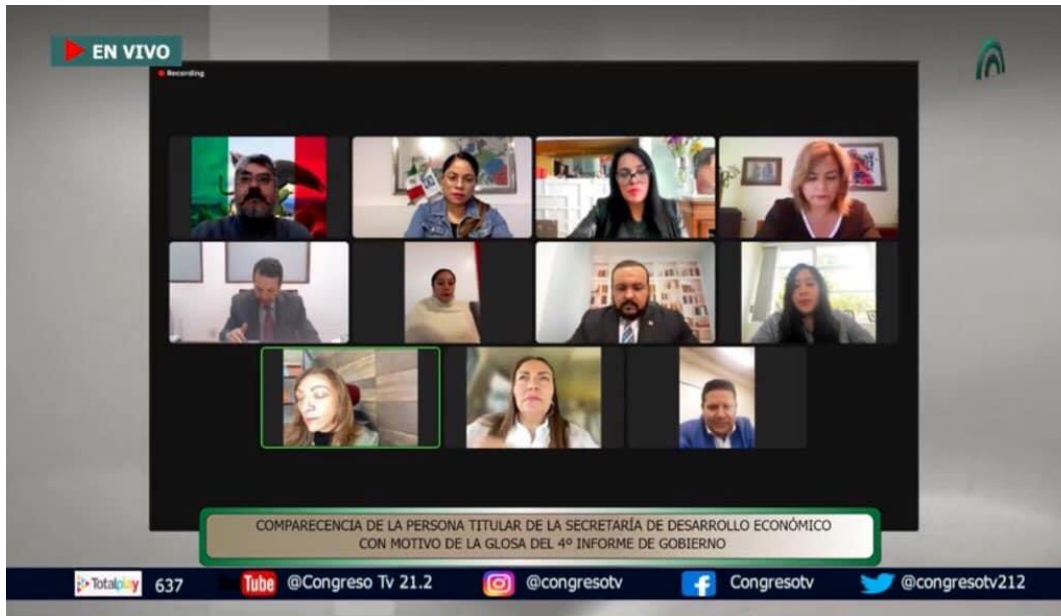 EN VIVO
Recording
COMPARECENCIA DE LA PERSONA TITULAR DE LA SECRETARÍA DE DESARROLLO ECONÓMICO
CON MOTIVO DE LA GLOSA DEL 4º INFORME DE GOBIERNO
Totalplay 637 Tube @Congreso Tv 21.2 @congresotv Congresotv @congresotv212